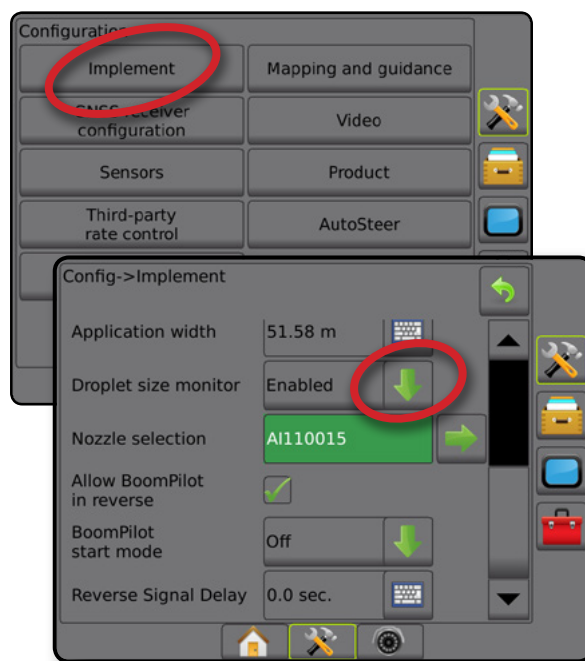 Configuration
Implement
Mapping and guidance
GNSS receiver
configuration
Video
Sensors
Product
Third-party
rate control
AutoSteer
Config->Implement
Application width
51.58 m
Droplet size monitor
Enabled
Nozzle selection
AI110015
Allow BoomPilot
in reverse
BoomPilot
start mode
Off
Reverse Signal Delay
0.0 sec.